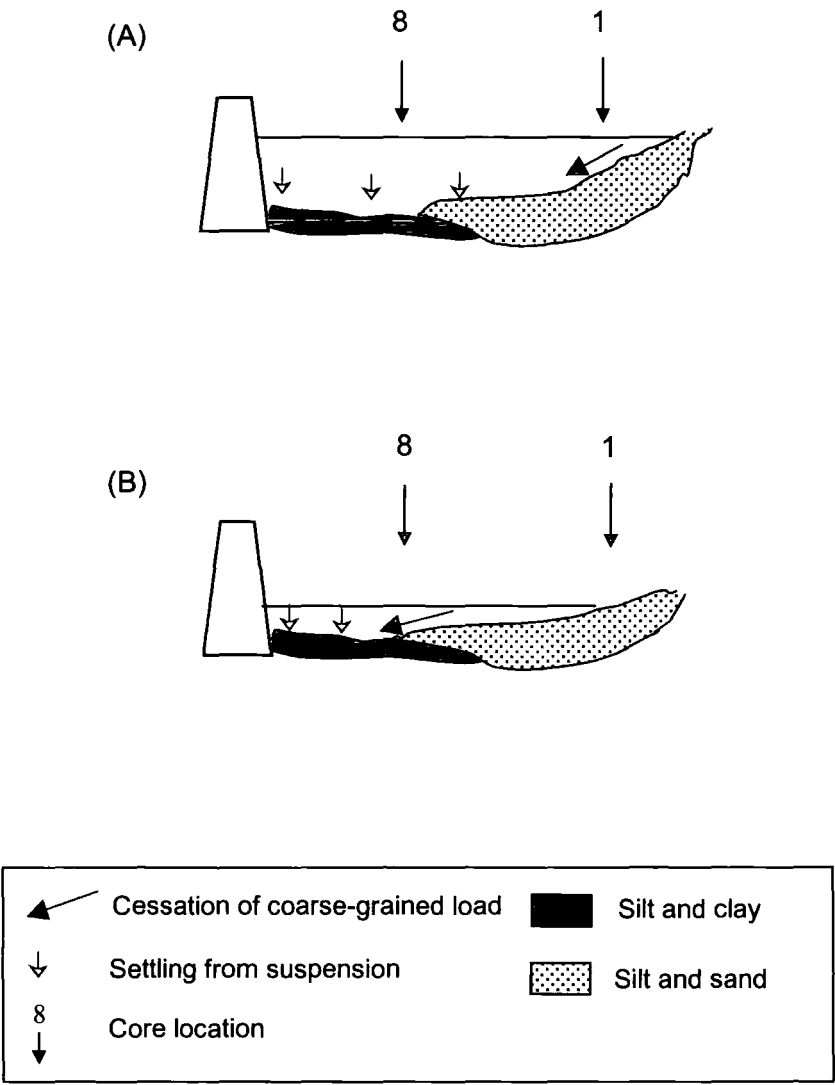 (A)
8 1
(B)
8 1
Cessation of coarse-grained load
Silt and clay
Settling from suspension
Silt and sand
8
Core location